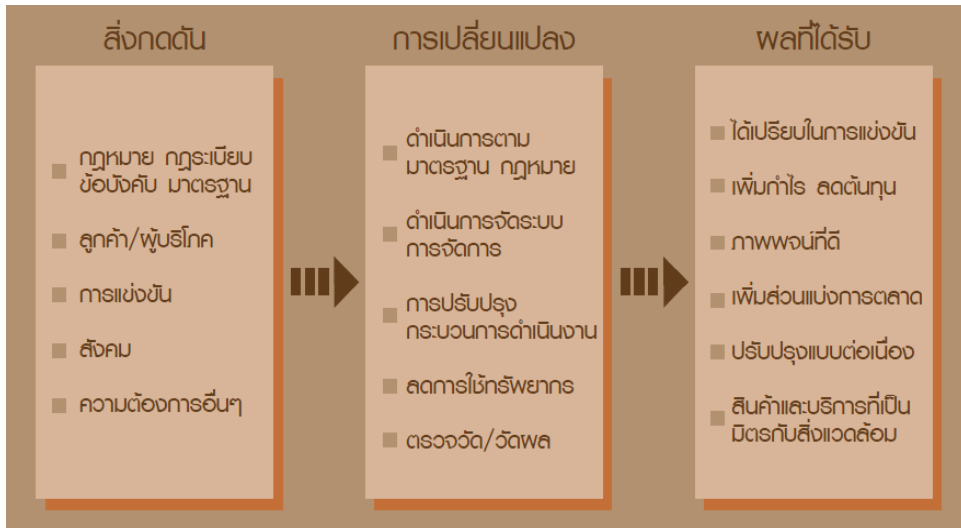 สิ่งกดดัน
กฎหมาย กฎระเบียบ
ข้อบังคับ มาตรฐาน
ลูกค้า/ผู้บริโภค
การแข่งขัน
สังคม
ความต้องการอื่นๆ
การเปลี่ยนแปลง
ดำเนินการตาม
มาตรฐาน กฎหมาย
ดำเนินการจัดระบบ
การจัดการ
การปรับปรุง
กระบวนการดำเนินงาน
ลดการใช้ทรัพยากร
ตรวจวัด/วัดผล
ผลที่ได้รับ
ได้เปรียบในการแข่งขัน
เพิ่มกำไร ลดต้นทุน
ภาพพจน์ที่ดี
เพิ่มส่วนแบ่งการตลาด
ปรับปรุงแบบต่อเนื่อง
สินค้าและบริการที่เป็น
มิตรกับสิ่งแวดล้อม